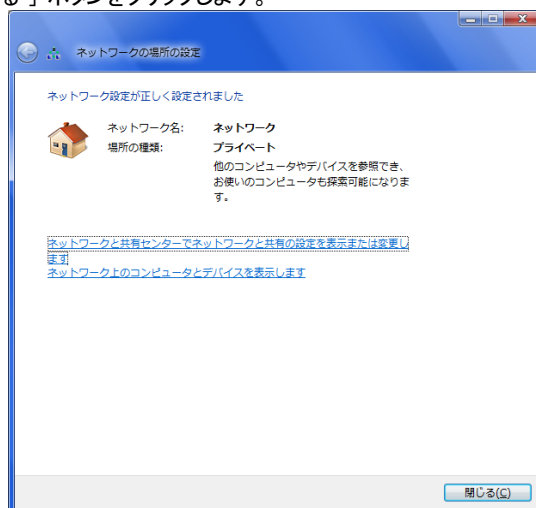 る」ボタンをクリックします。
ネットワークの場所の設定
ネットワーク設定が正しく設定されました
ネットワーク名: ネットワーク
場所の種類: プライベート
他のコンピュータやデバイスを参照でき、
お使いのコンピュータも探索可能になりま
す。
ネットワークと共有センターでネットワークと共有の設定を表示または変更し
ます
ネットワーク上のコンピュータとデバイスを表示します
閉じる(C)